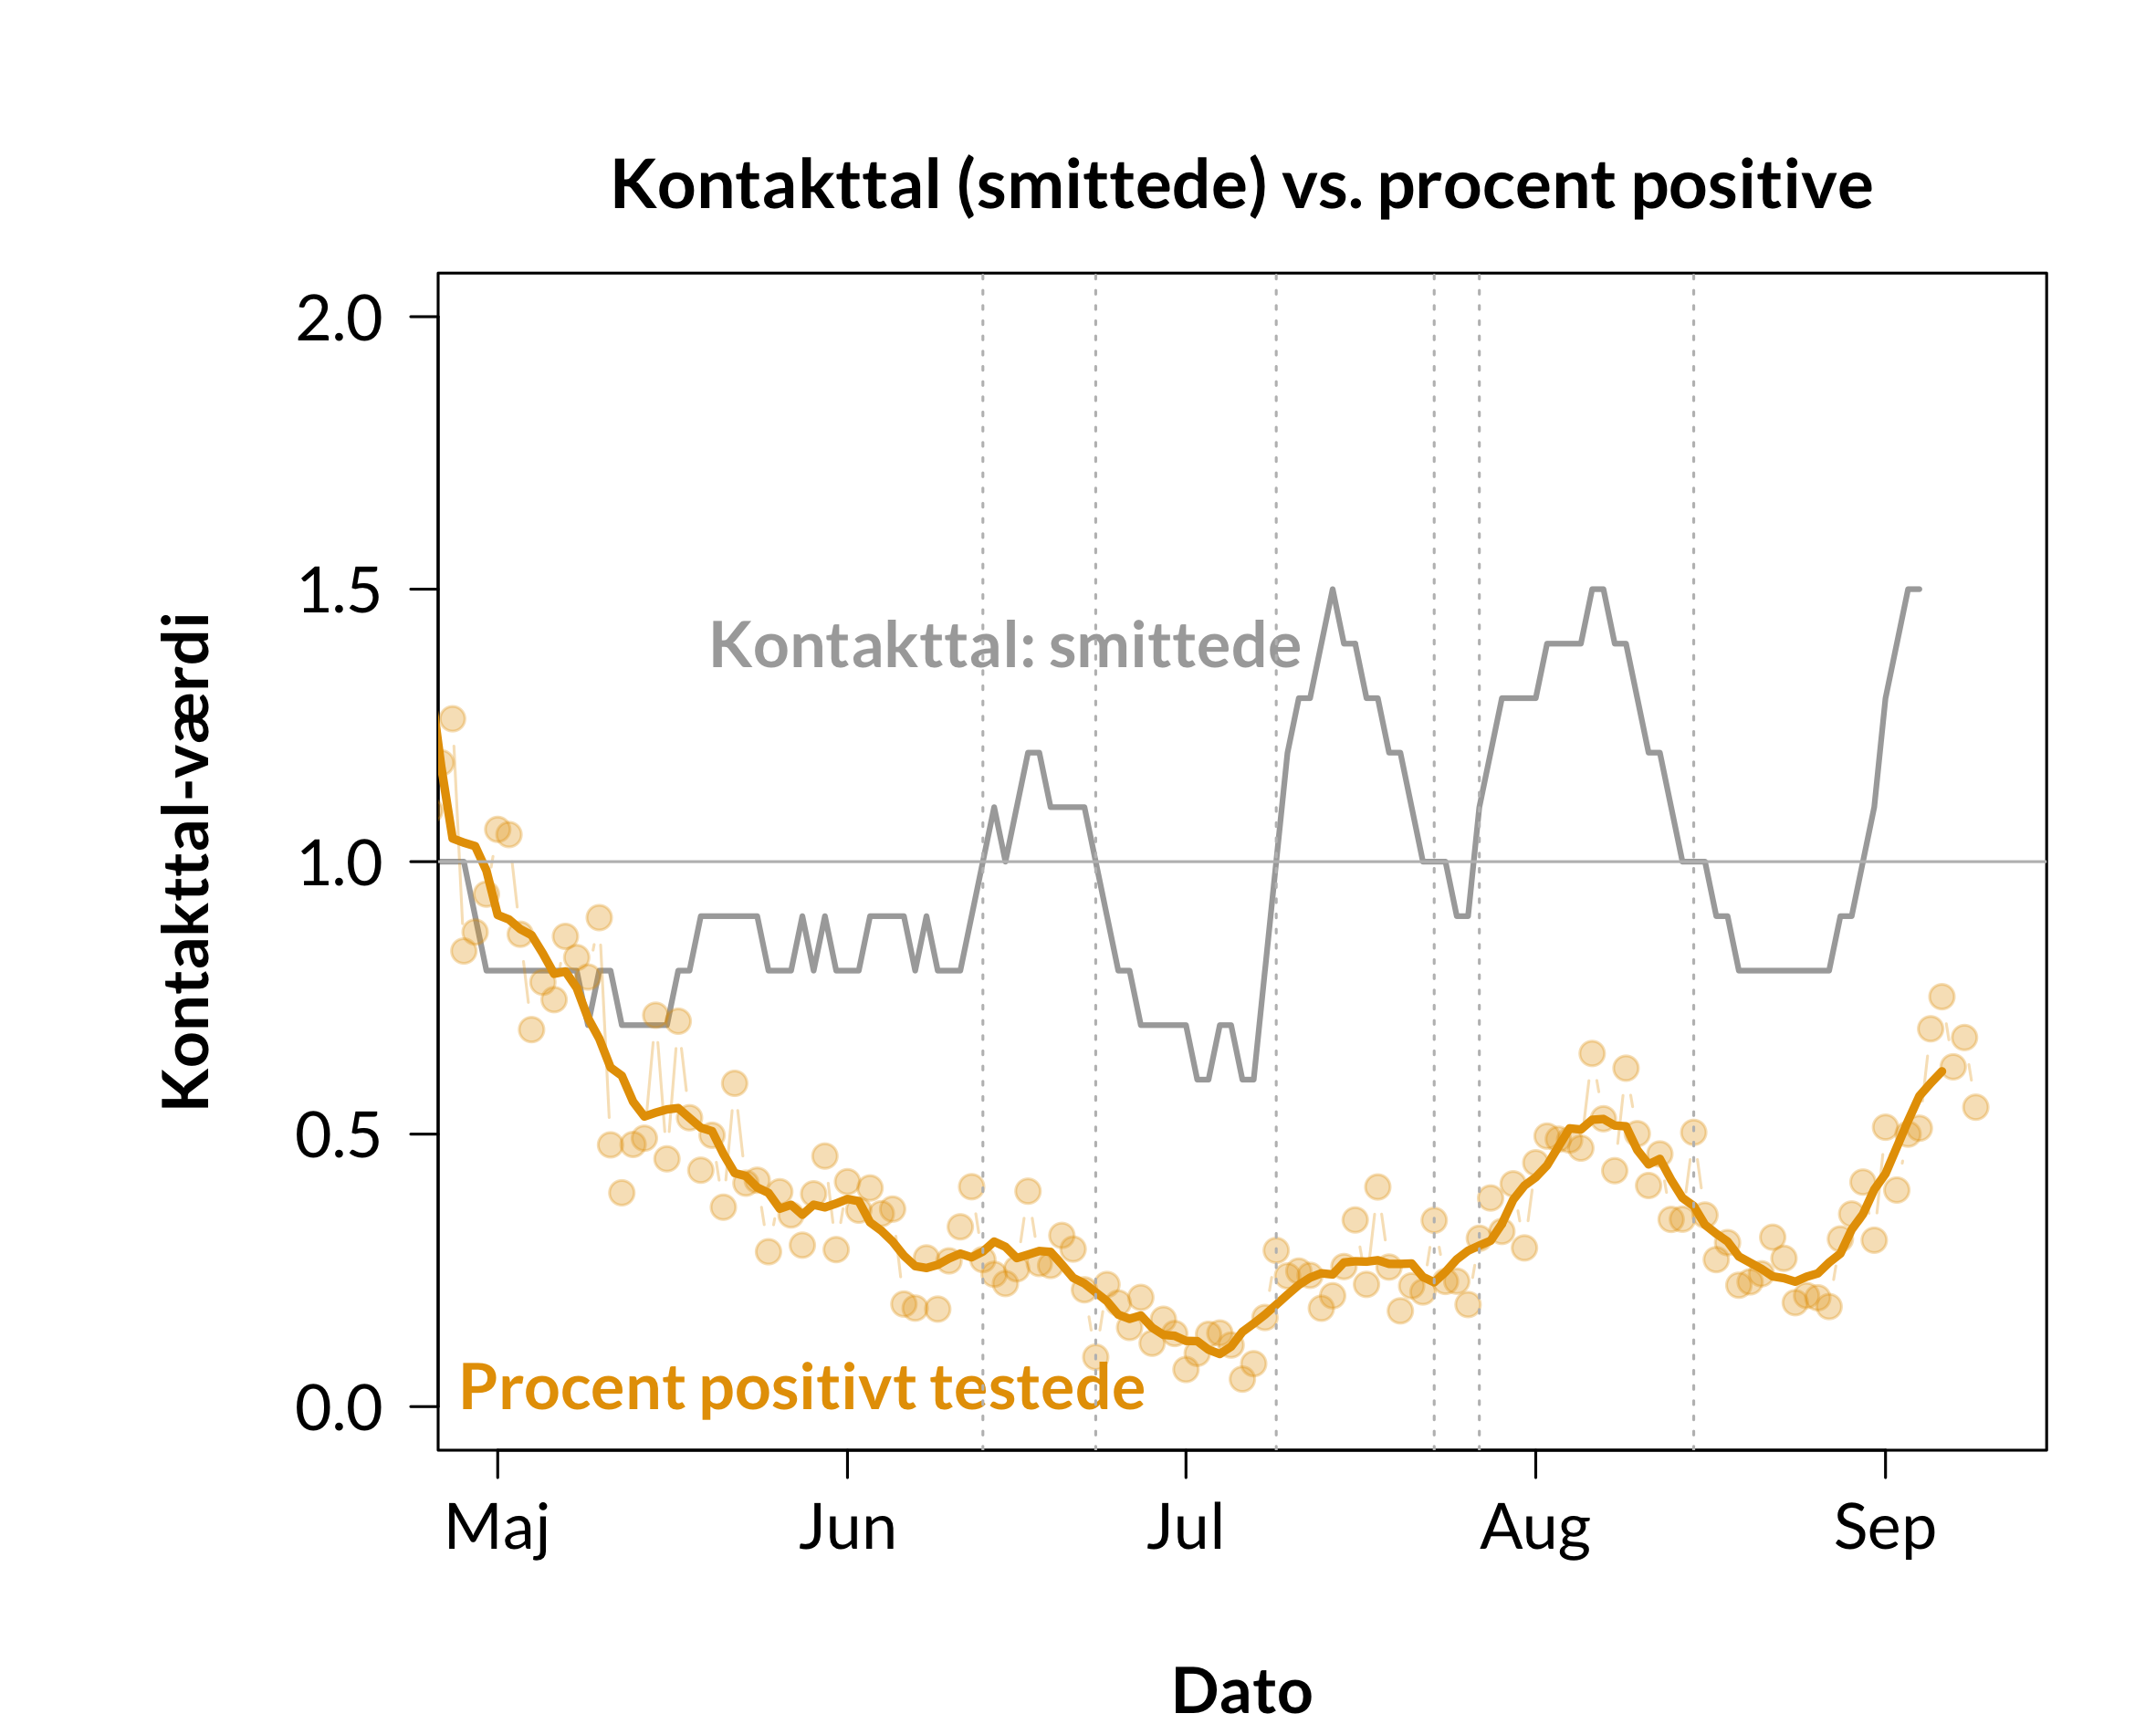 Kontakttal (smittede) vs. procent positive
Kontakttal-værdi
2.0
1.5
1.0
0.5
0.0
Kontakttal: smittede
Procent positivt testede
Maj Jun Jul Aug Sep
Dato